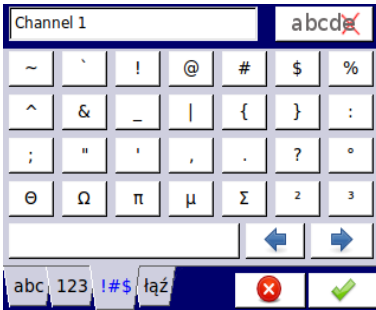 Channel 1 abcde
~ ` ! @ # $ %
^ & _ | { } :
; " ' , . ? °
Θ Ω π μ Σ ² ³
abc 123 !#$ łąź